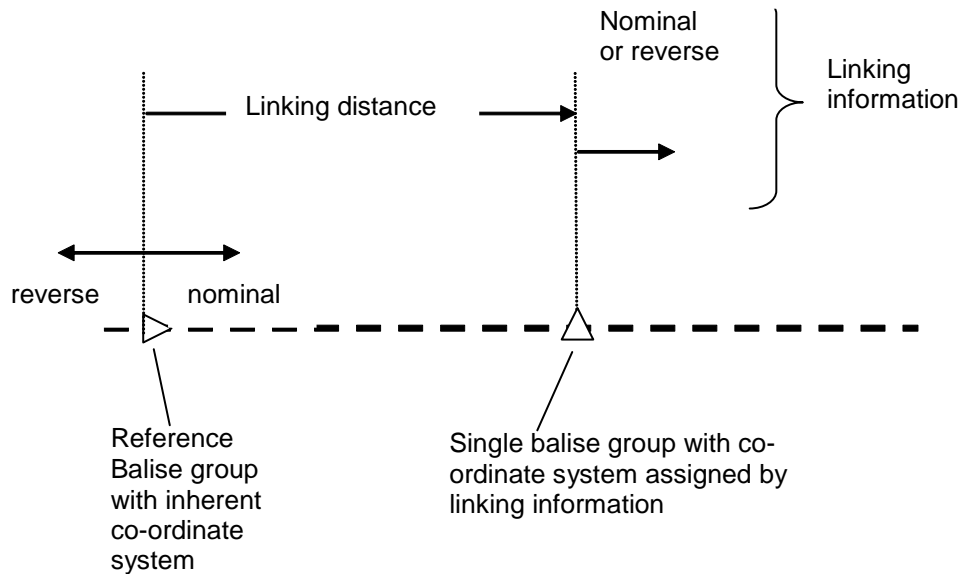 Nominal
or reverse
Linking distance
Linking
information
reverse
nominal
Reference
Balise group
with inherent
co-ordinate
system
Single balise group with co-
ordinate system assigned by
linking information